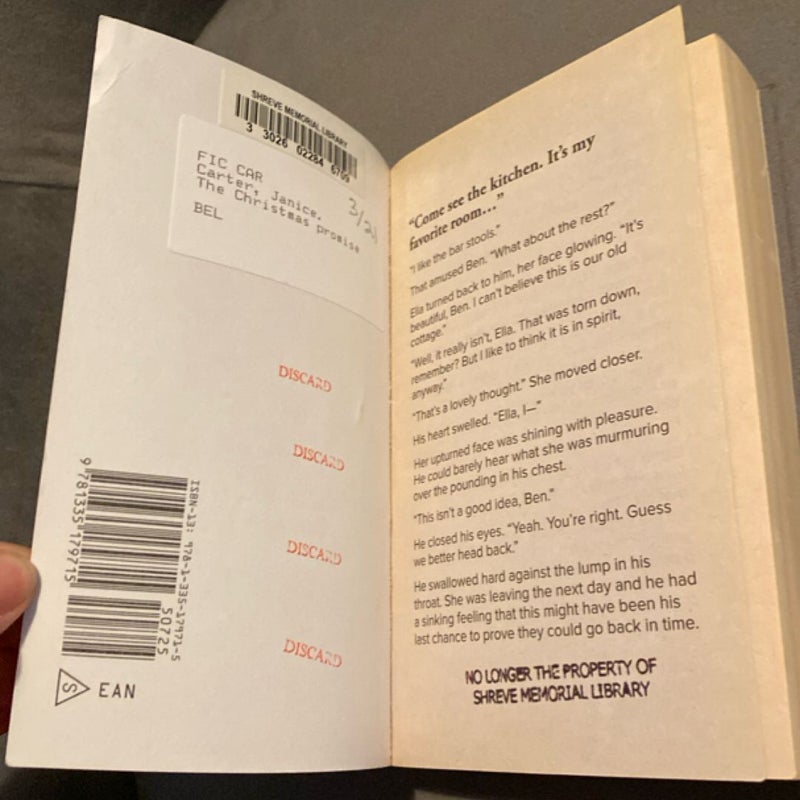 SHREVE MEMORIAL LIBRARY
3 3026 02284 6709
FIC CAR
Carter, Janice.
The Christmas promise
BEL
3/21
DISCARD
DISCARD
DISCARD
DISCARD
9 781335 179715
50725
ISBN-13: 978-1-335-17971-5
S EAN
"Come see the kitchen. It's my
favorite room..."
"I like the bar stools."
That amused Ben. "What about the rest?"
Ella turned back to him, her face glowing. "It's
beautiful, Ben. I can't believe this is our old
cottage."
"Well, it really isn't, Ella. That was torn down,
remember? But I like to think it is in spirit,
anyway."
"That's a lovely thought." She moved closer.
His heart swelled. "Ella, I—"
Her upturned face was shining with pleasure.
He could barely hear what she was murmuring
over the pounding in his chest.
"This isn't a good idea, Ben."
He closed his eyes. "Yeah. You're right. Guess
we better head back."
He swallowed hard against the lump in his
throat. She was leaving the next day and he had
a sinking feeling that this might have been his
last chance to prove they could go back in time.
NO LONGER THE PROPERTY OF
SHREVE MEMORIAL LIBRARY